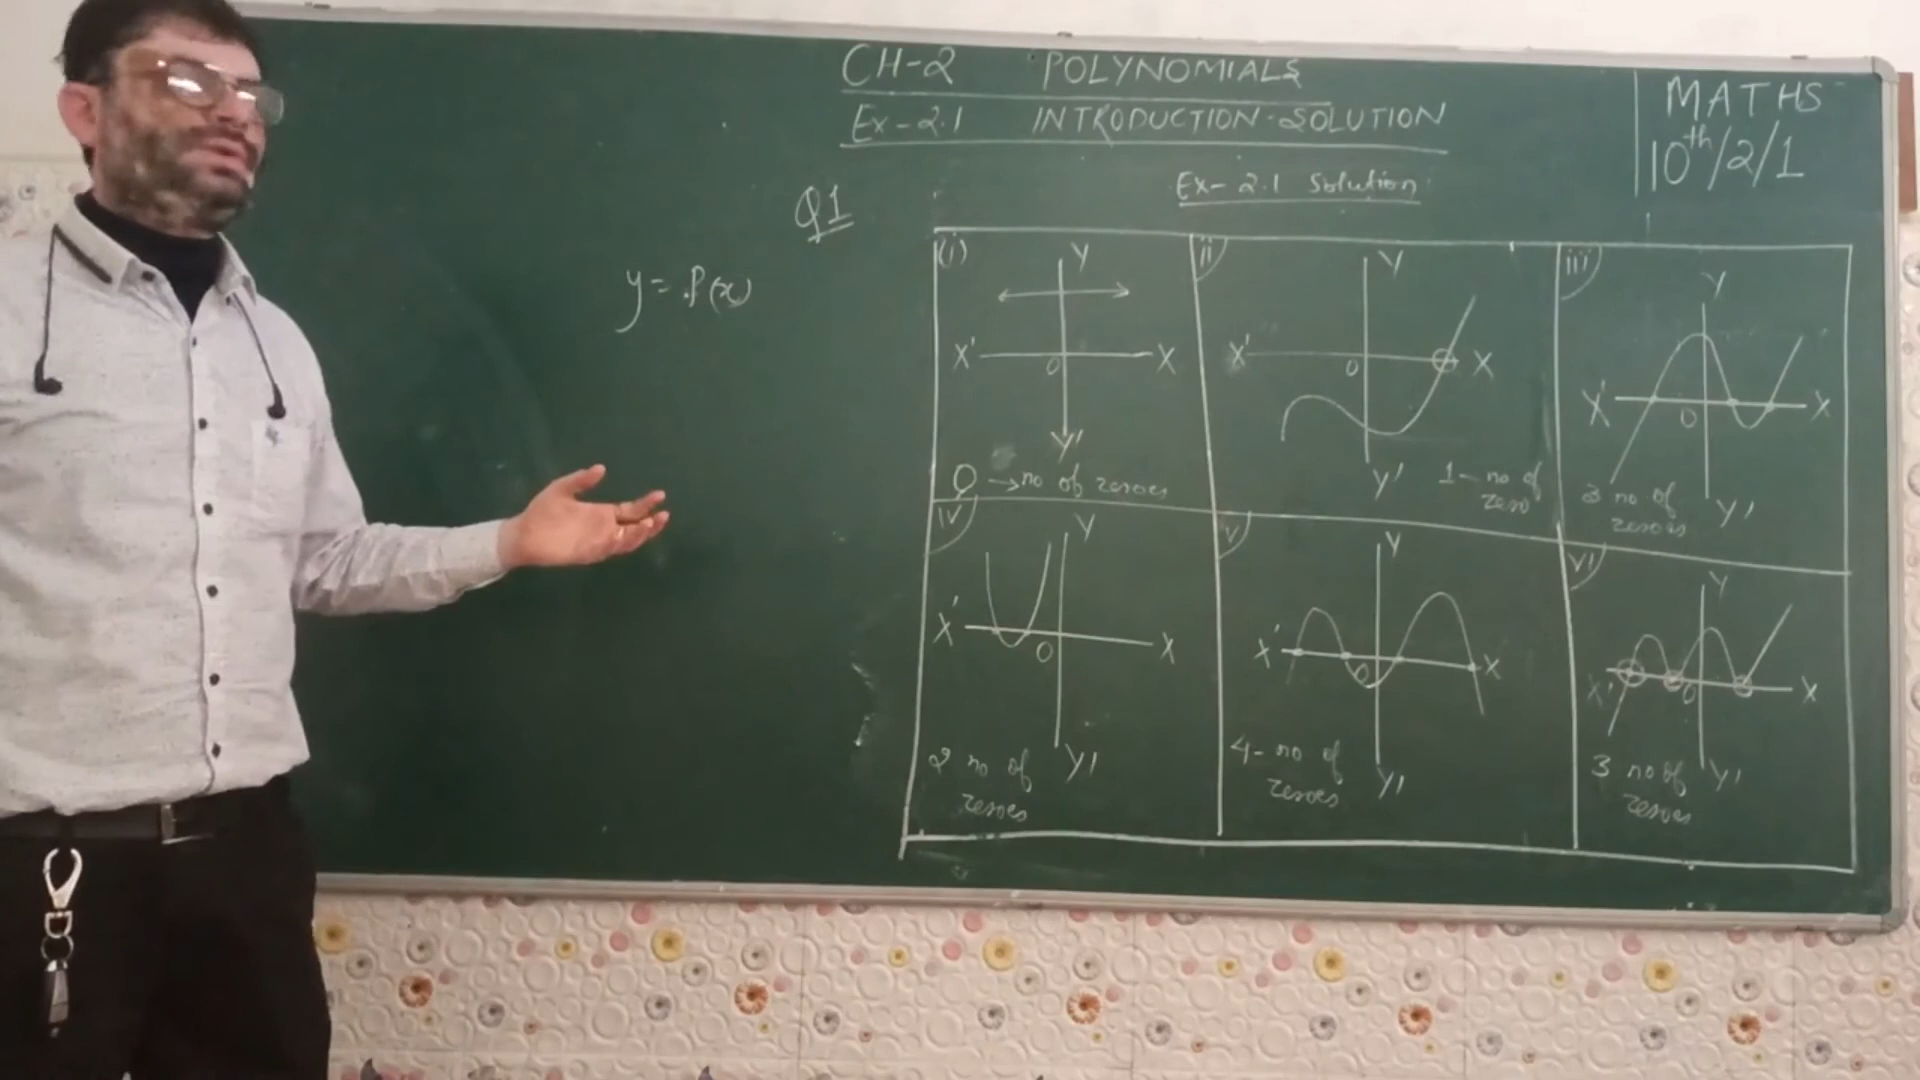 CH-2 POLYNOMIALS
Ex-2.1 INTRODUCTION-SOLUTION
MATHS
10th/2/1
Ex-2.1 Solution
Q1
y = P(x)
(i)
Y
X' O X
Y'
0 → no of zeroes
ii
Y
X' O X
Y'
1 - no of
zero
iii
Y
X' O X
Y'
3 no of
zeroes
iv
Y
X' O X
Y'
2 no of
zeroes
v
Y
X' O X
Y'
4 - no of
zeroes
vi
Y
X' O X
Y'
3 no of
zeroes